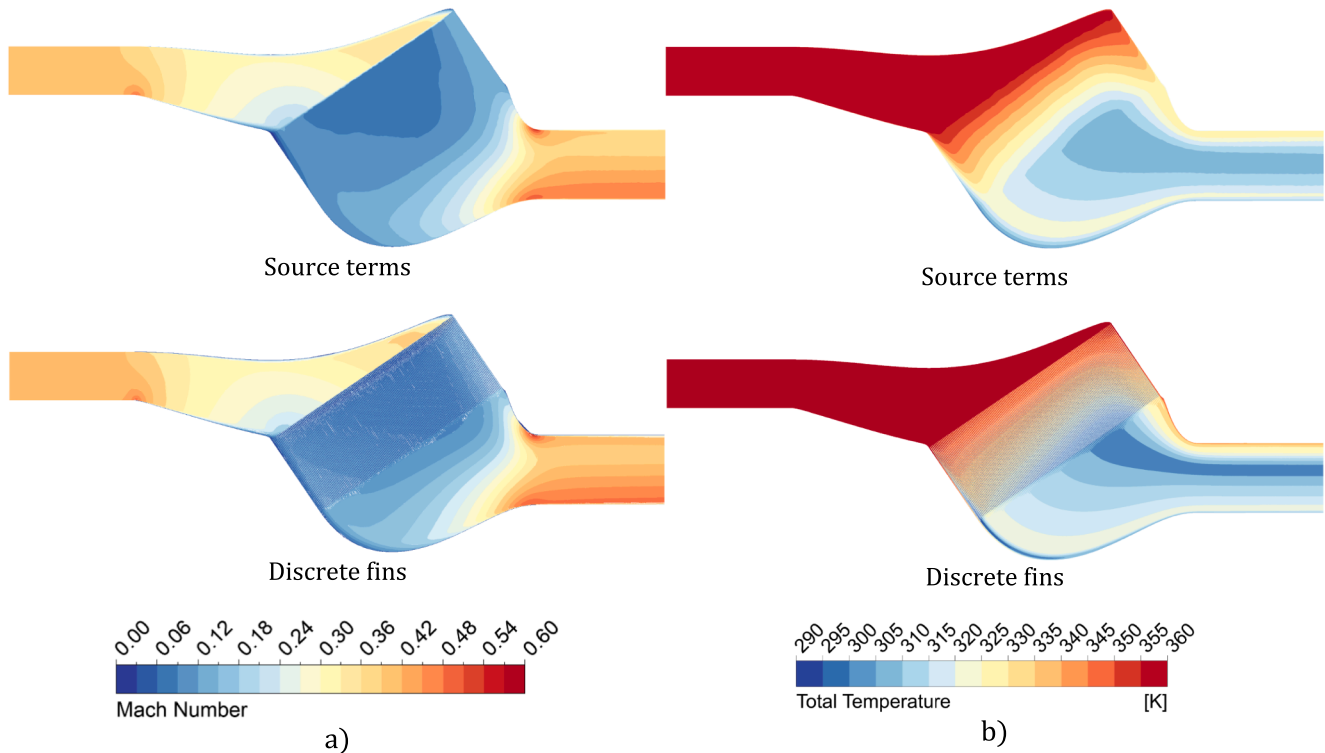 Source terms
Source terms
Discrete fins
Discrete fins
0.00 0.06 0.12 0.18 0.24 0.30 0.36 0.42 0.48 0.54 0.60
Mach Number
290 295 300 305 310 315 320 325 330 335 340 345 350 355 360
Total Temperature [K]
a)
b)